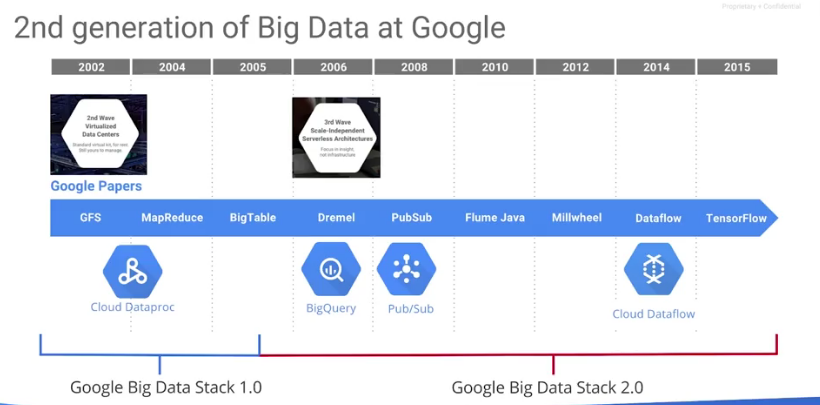 Proprietary + Confidential
2nd generation of Big Data at Google
2002 2004 2005 2006 2008 2010 2012 2014 2015
2nd Wave
Virtualized
Data Centers
Standard virtual kit, for rent.
Still yours to manage.
3rd Wave
Scale-Independent
Serverless Architectures
Focus on insight,
not infrastructure
Google Papers
GFS MapReduce BigTable Dremel PubSub Flume Java Millwheel Dataflow TensorFlow
Cloud Dataproc
BigQuery
Pub/Sub
Cloud Dataflow
Google Big Data Stack 1.0
Google Big Data Stack 2.0